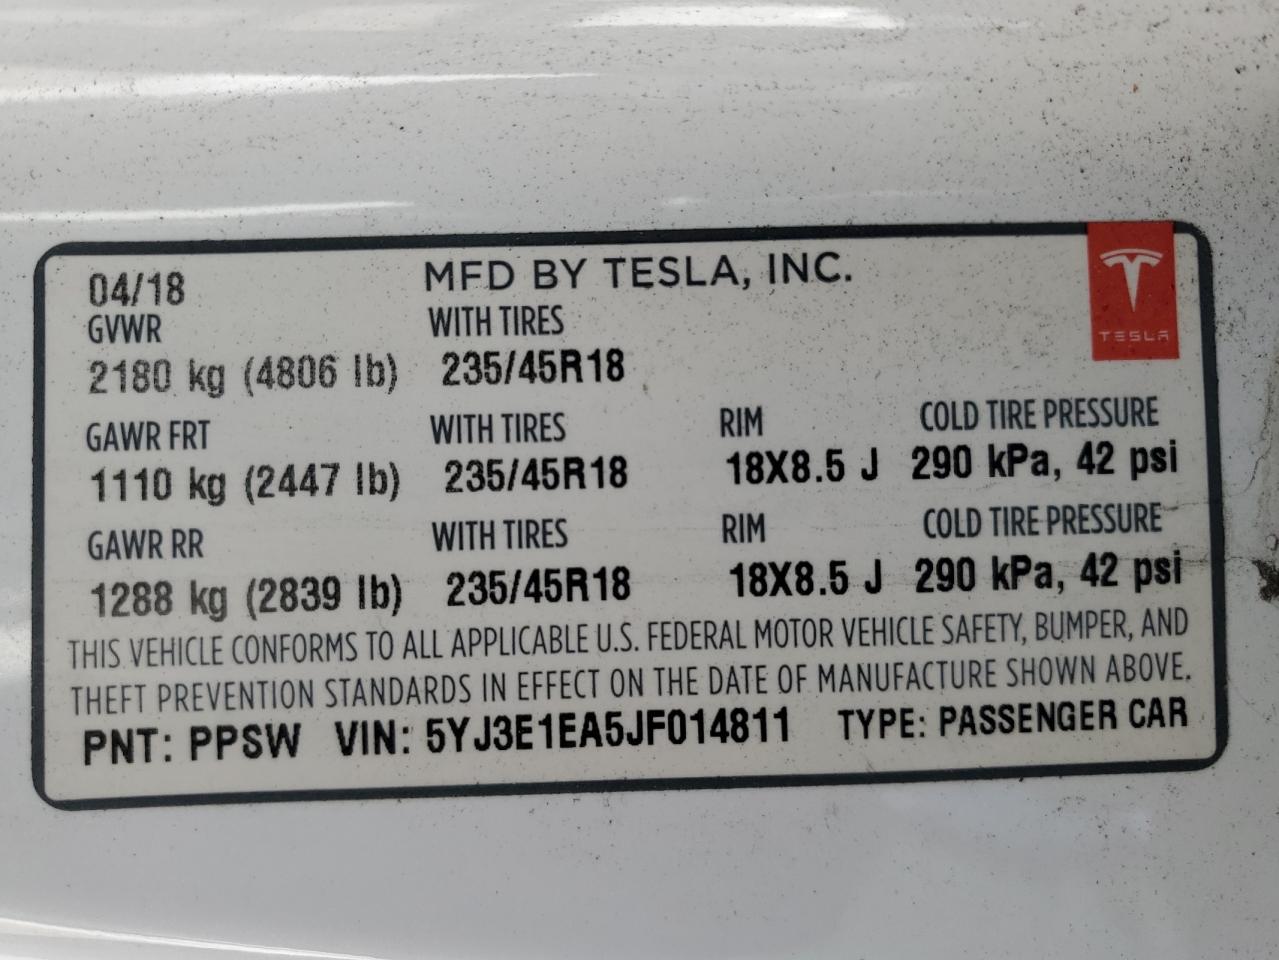 04/18 MFD BY TESLA, INC.
TESLA
GVWR WITH TIRES
2180 kg (4806 lb) 235/45R18
GAWR FRT WITH TIRES RIM COLD TIRE PRESSURE
1110 kg (2447 lb) 235/45R18 18X8.5 J 290 kPa, 42 psi
GAWR RR WITH TIRES RIM COLD TIRE PRESSURE
1288 kg (2839 lb) 235/45R18 18X8.5 J 290 kPa, 42 psi
THIS VEHICLE CONFORMS TO ALL APPLICABLE U.S. FEDERAL MOTOR VEHICLE SAFETY, BUMPER, AND
THEFT PREVENTION STANDARDS IN EFFECT ON THE DATE OF MANUFACTURE SHOWN ABOVE.
PNT: PPSW VIN: 5YJ3E1EA5JF014811 TYPE: PASSENGER CAR